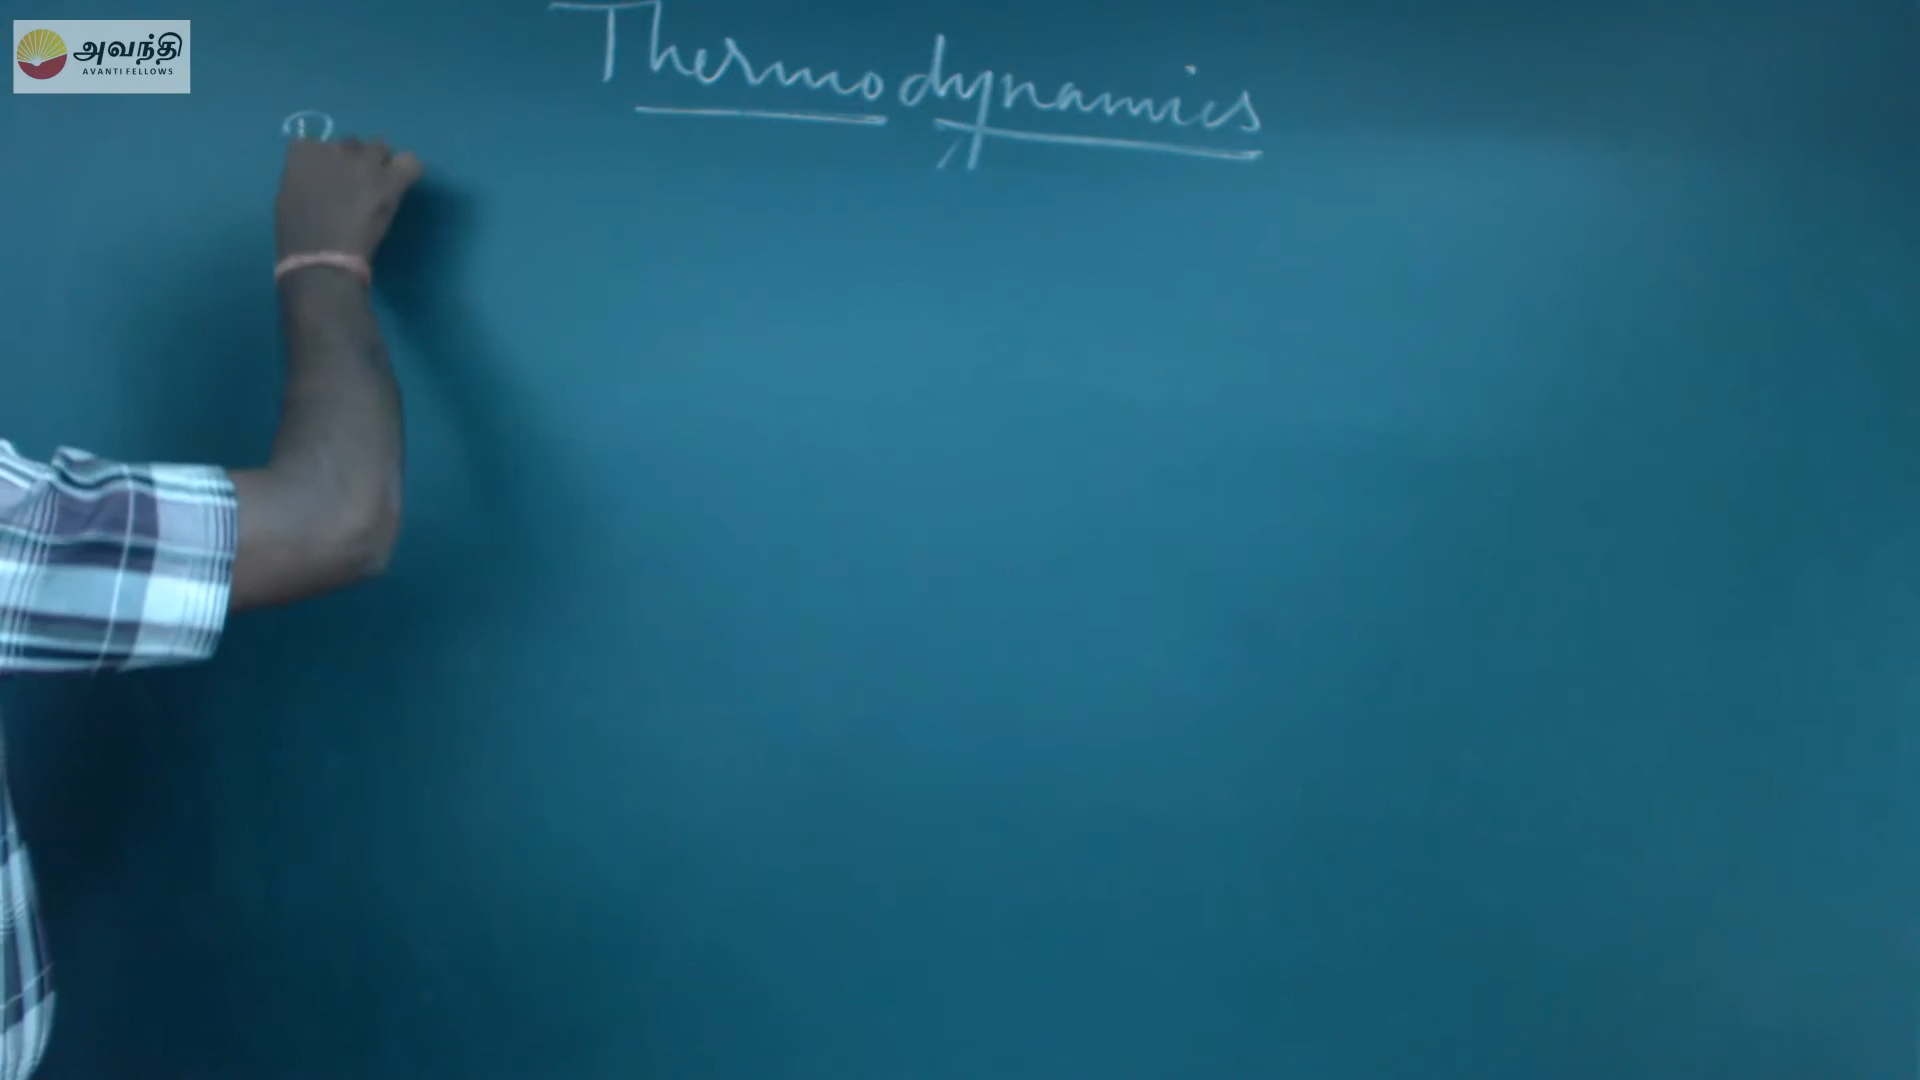 அவந்தி
AVANTI FELLOWS
Thermodynamics